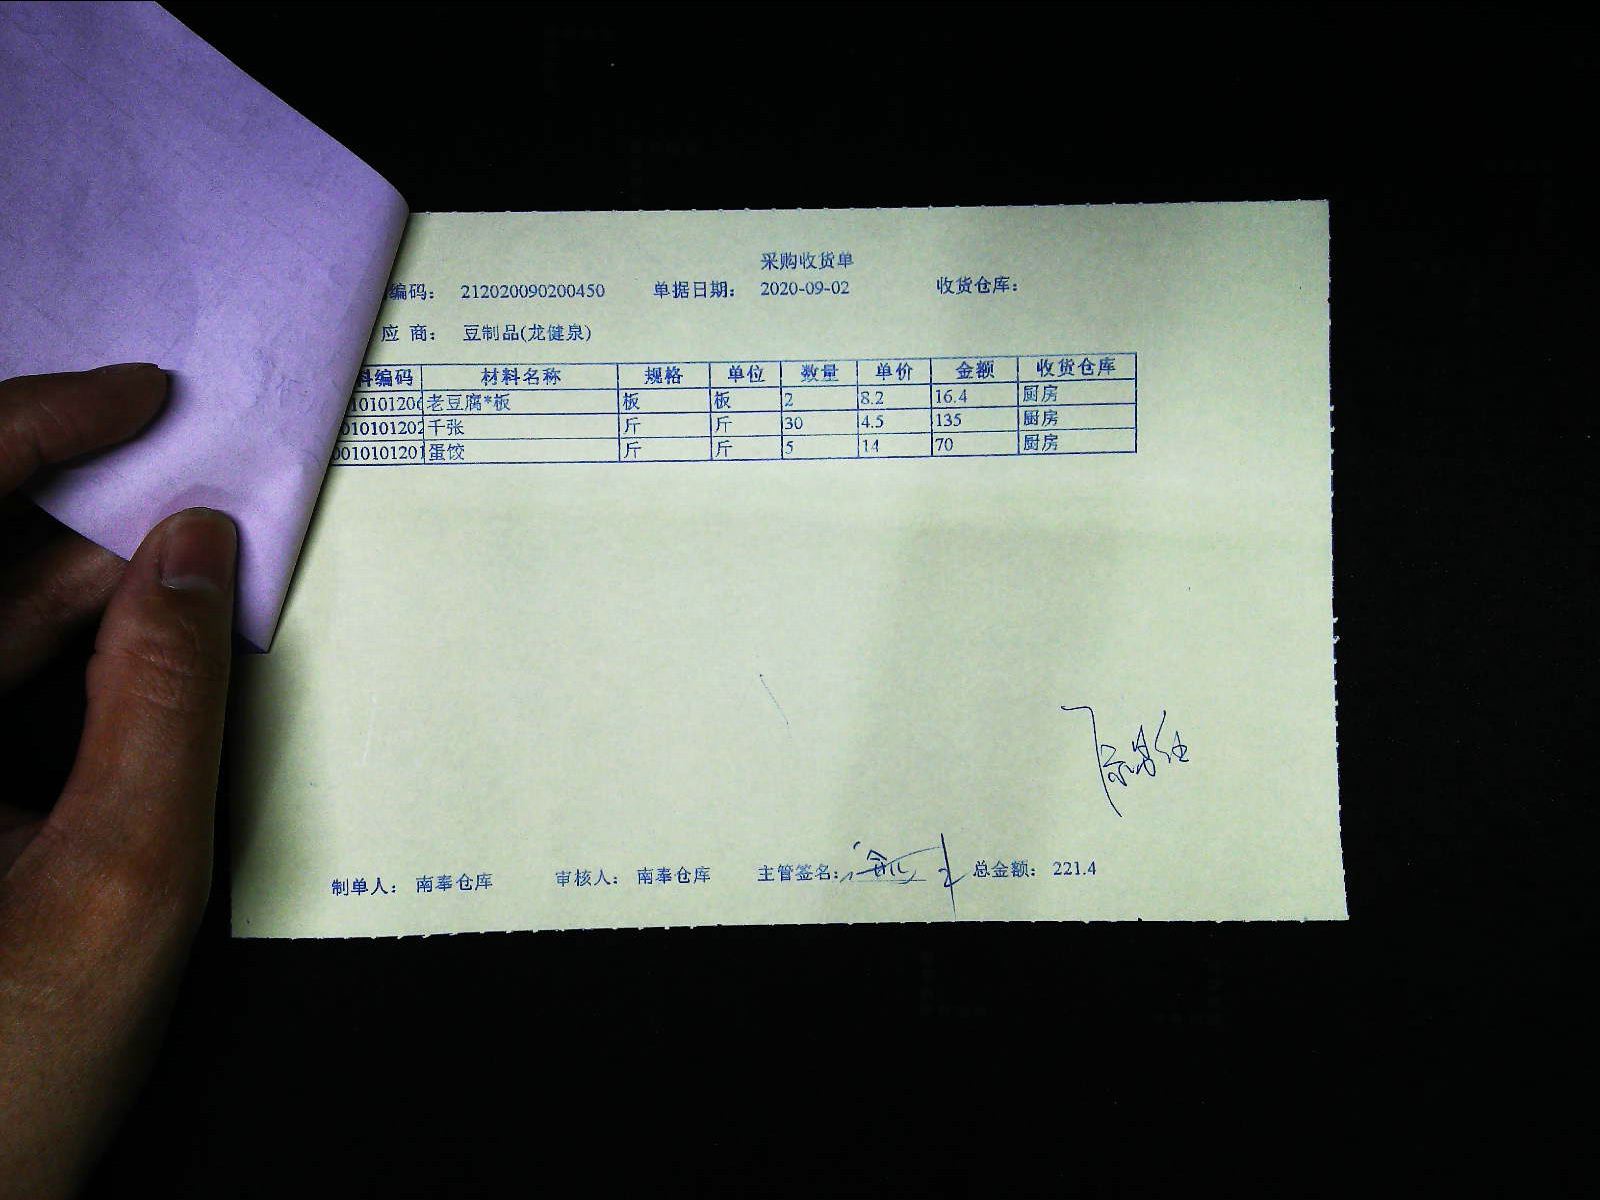 采购收货单
编码： 212020090200450 单据日期： 2020-09-02 收货仓库：
应 商： 豆制品(龙健泉)
料编码 材料名称 规格 单位 数量 单价 金额 收货仓库
10101206 老豆腐*板 板 板 2 8.2 16.4 厨房
010101202 千张 斤 斤 30 4.5 135 厨房
0010101201 蛋饺 斤 斤 5 14 70 厨房
制单人： 南奉仓库 审核人： 南奉仓库 主管签名： 总金额： 221.4